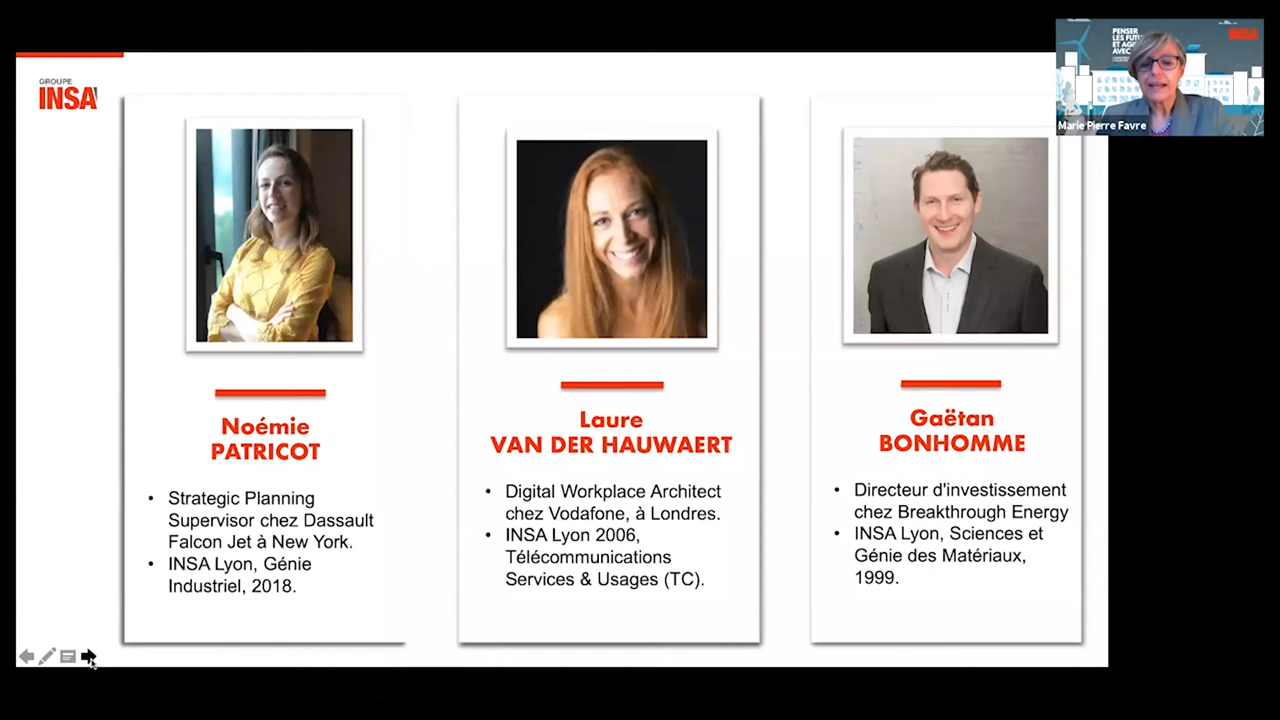 GROUPE
INSA
Noémie
PATRICOT
• Strategic Planning
Supervisor chez Dassault
Falcon Jet à New York.
• INSA Lyon, Génie
Industriel, 2018.
Laure
VAN DER HAUWAERT
• Digital Workplace Architect
chez Vodafone, à Londres.
• INSA Lyon 2006,
Télécommunications
Services & Usages (TC).
Gaëtan
BONHOMME
• Directeur d'investissement
chez Breakthrough Energy
• INSA Lyon, Sciences et
Génie des Matériaux,
1999.
PENSER
LES
ET
AVEC
INSA
Marie Pierre Favre